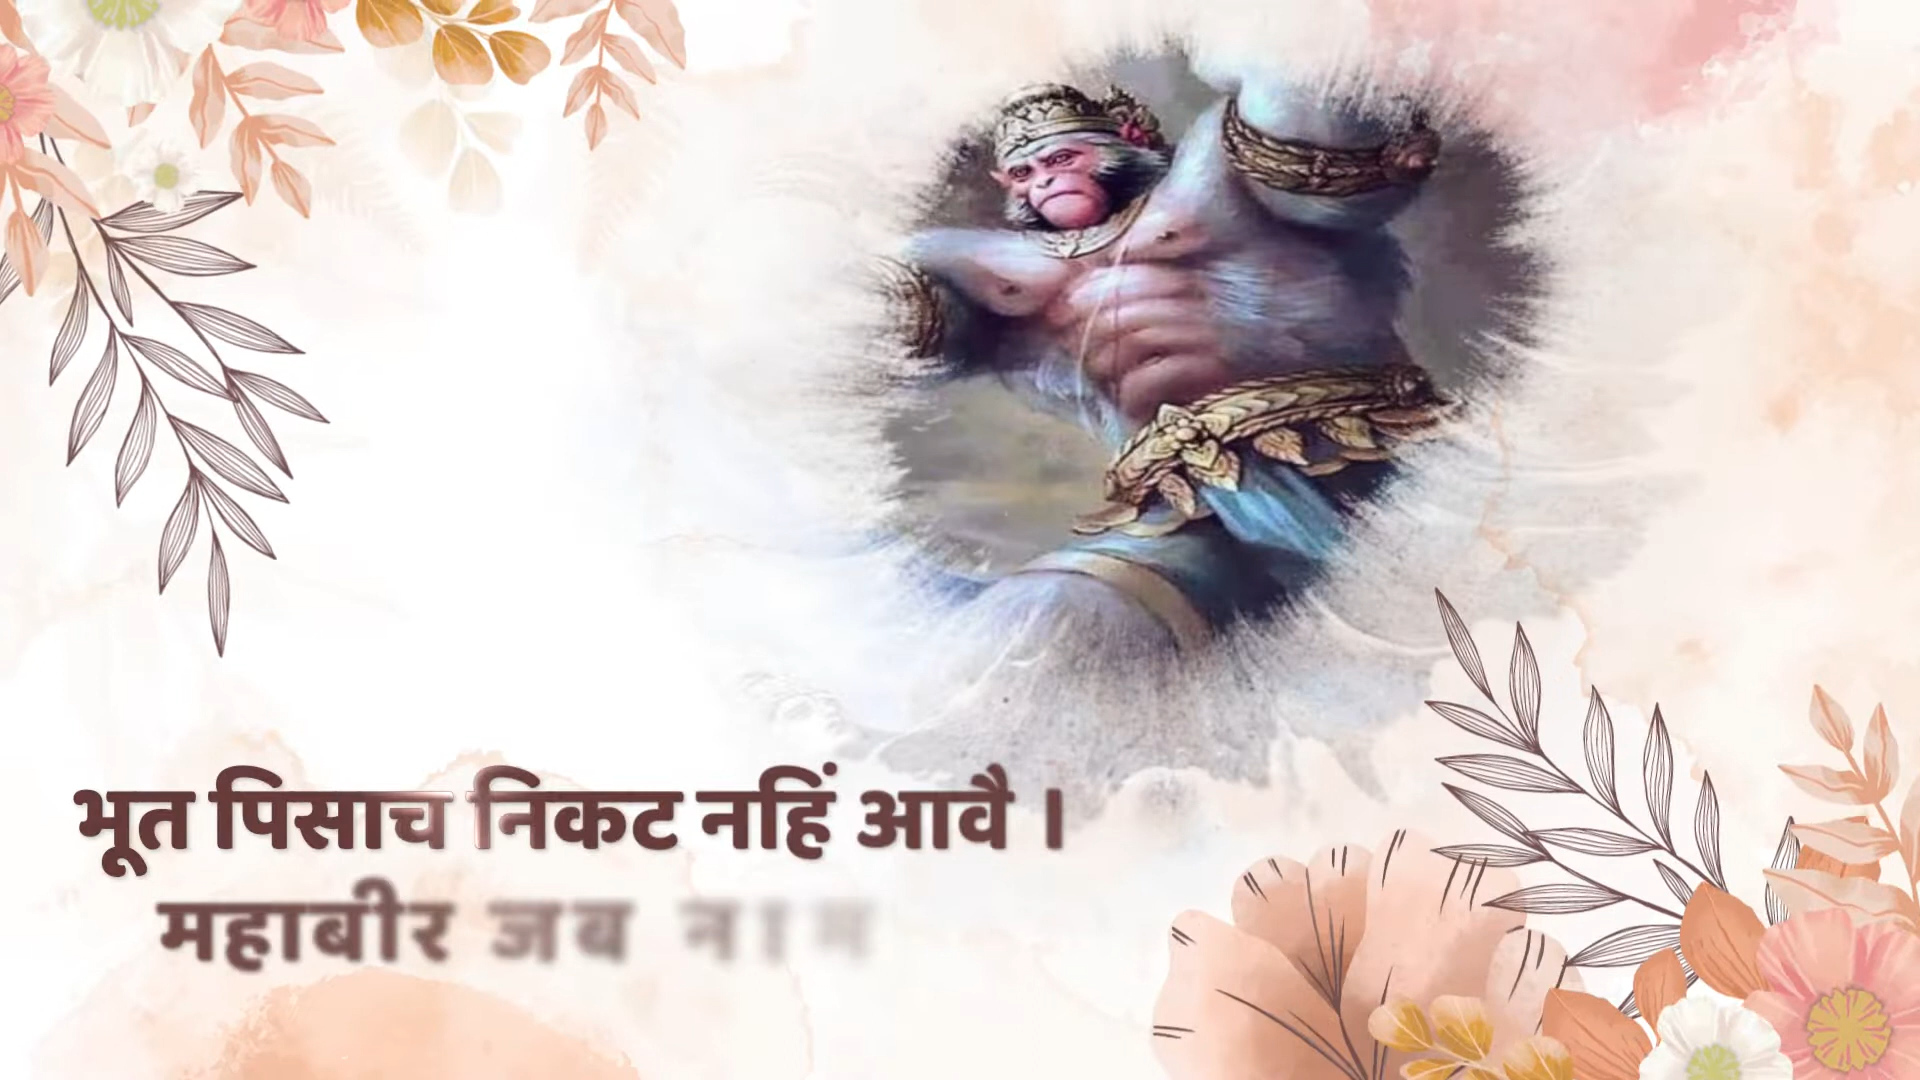 भूत पिसाच निकट नहिं आवै ।
महाबीर जब नाम